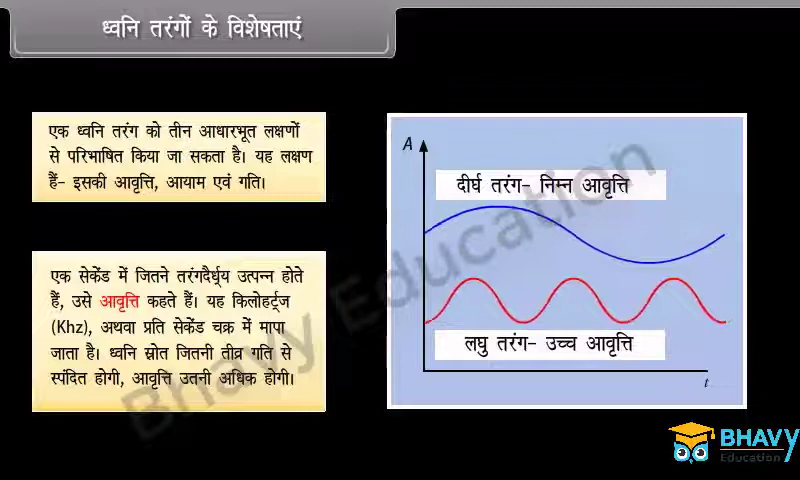 ध्वनि तरंगों के विशेषताएं
एक ध्वनि तरंग को तीन आधारभूत लक्षणों
से परिभाषित किया जा सकता है। यह लक्षण
हैं- इसकी आवृत्ति, आयाम एवं गति।
एक सेकेंड में जितने तरंगदैर्ध्य उत्पन्न होते
हैं, उसे आवृत्ति कहते हैं। यह किलोहर्ट्ज
(Khz), अथवा प्रति सेकेंड चक्र में मापा
जाता है। ध्वनि स्रोत जितनी तीव्र गति से
स्पंदित होगी, आवृत्ति उतनी अधिक होगी।
A
दीर्घ तरंग- निम्न आवृत्ति
लघु तरंग- उच्च आवृत्ति
t
Bhavy Education
BHAVY
Education